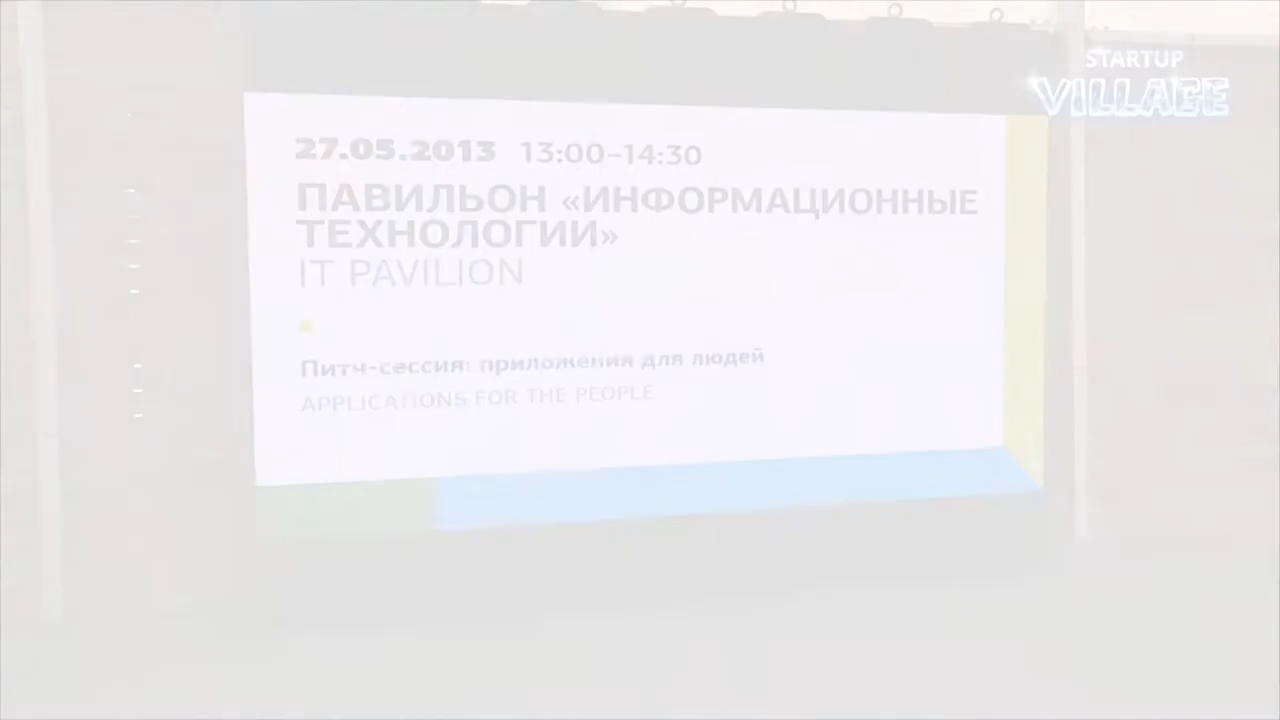 STARTUP
VILLAGE
27.05.2013 13:00–14:30
ПАВИЛЬОН «ИНФОРМАЦИОННЫЕ
ТЕХНОЛОГИИ»
IT PAVILION
Питч-сессия: приложения для людей
APPLICATIONS FOR THE PEOPLE